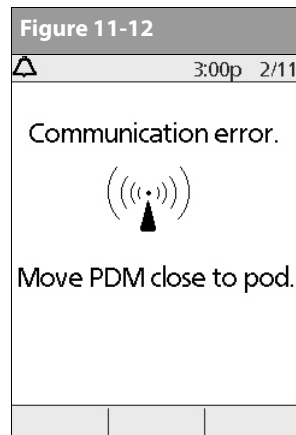 Figure 11-12
3:00p 2/11
Communication error.
Move PDM close to pod.